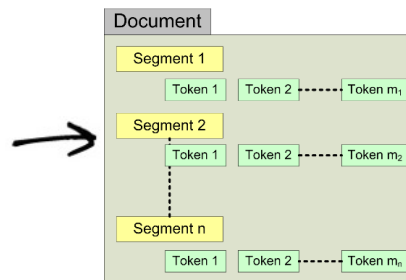 Document
Segment 1
Token 1 Token 2 Token m₁
Segment 2
Token 1 Token 2 Token m₂
Segment n
Token 1 Token 2 Token mₙ